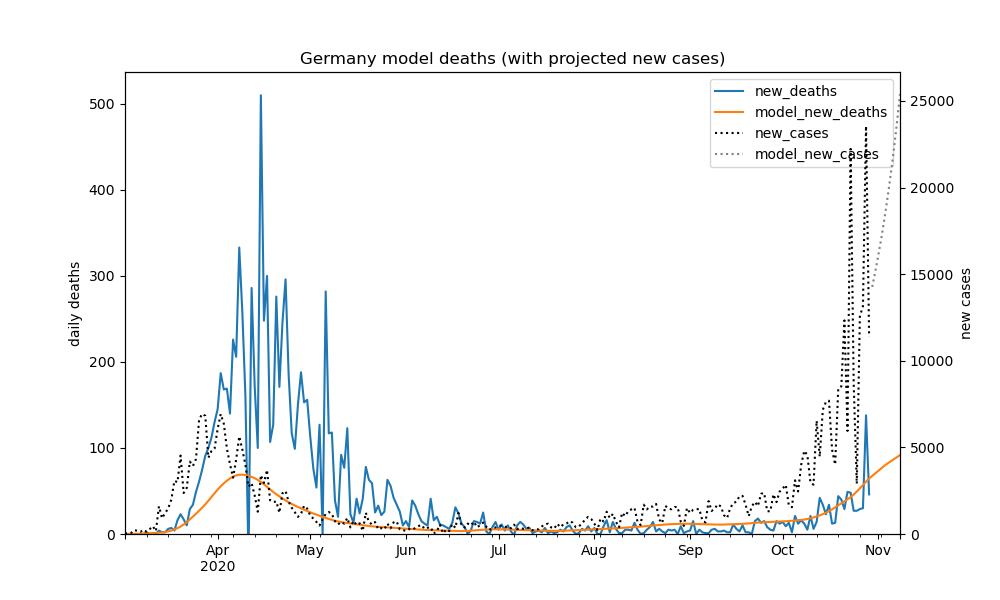 Germany model deaths (with projected new cases)
new_deaths
model_new_deaths
new_cases
model_new_cases
daily deaths
500
400
300
200
100
0
new cases
25000
20000
15000
10000
5000
0
Apr May Jun Jul Aug Sep Oct Nov
2020